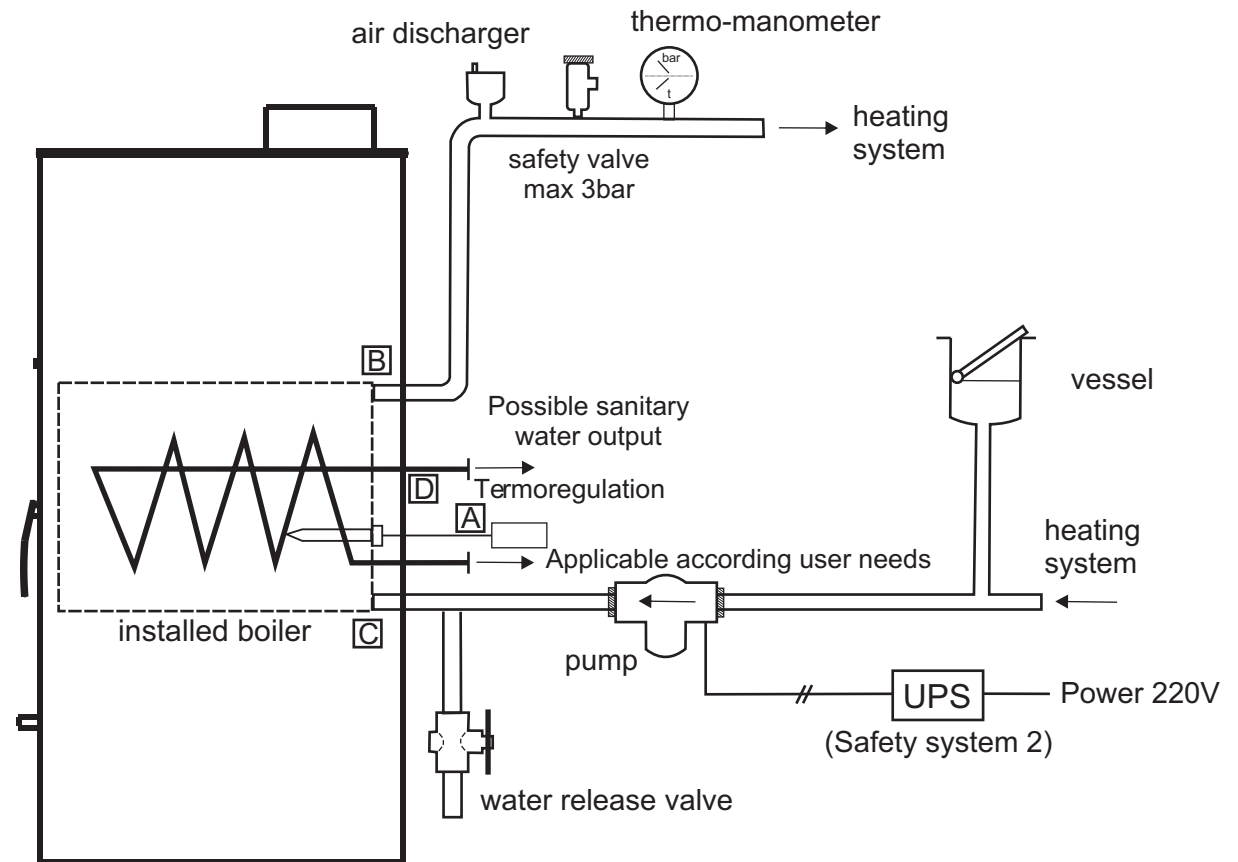 thermo-manometer
air discharger
bar
t
heating
system
safety valve
max 3bar
B
vessel
Possible sanitary
water output
D
Termoregulation
A
heating
system
Applicable according user needs
installed boiler
C
pump
UPS
Power 220V
(Safety system 2)
water release valve